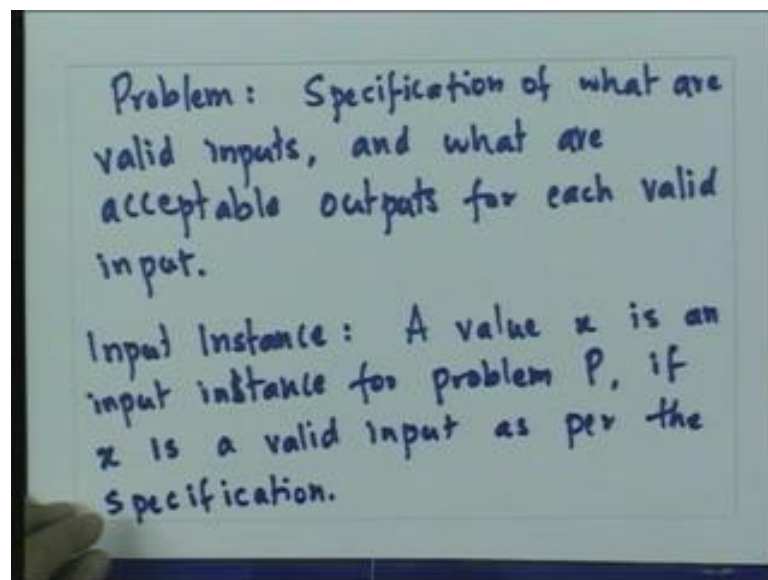 Problem: Specification of what are
valid inputs, and what are
acceptable outputs for each valid
input.
Input Instance: A value x is an
input instance for problem P, if
x is a valid input as per the
specification.